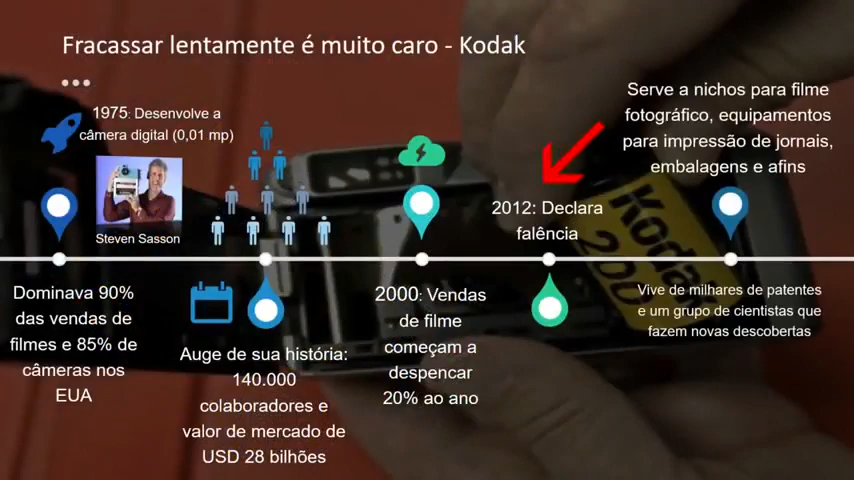 Fracassar lentamente é muito caro - Kodak
1975: Desenvolve a
câmera digital (0,01 mp)
Steven Sasson
Dominava 90%
das vendas de
filmes e 85% de
câmeras nos
EUA
Auge de sua história:
140.000
colaboradores e
valor de mercado de
USD 28 bilhões
2000: Vendas
de filme
começam a
despencar
20% ao ano
2012: Declara
falência
Serve a nichos para filme
fotográfico, equipamentos
para impressão de jornais,
embalagens e afins
Vive de milhares de patentes
e um grupo de cientistas que
fazem novas descobertas
Kodak
200